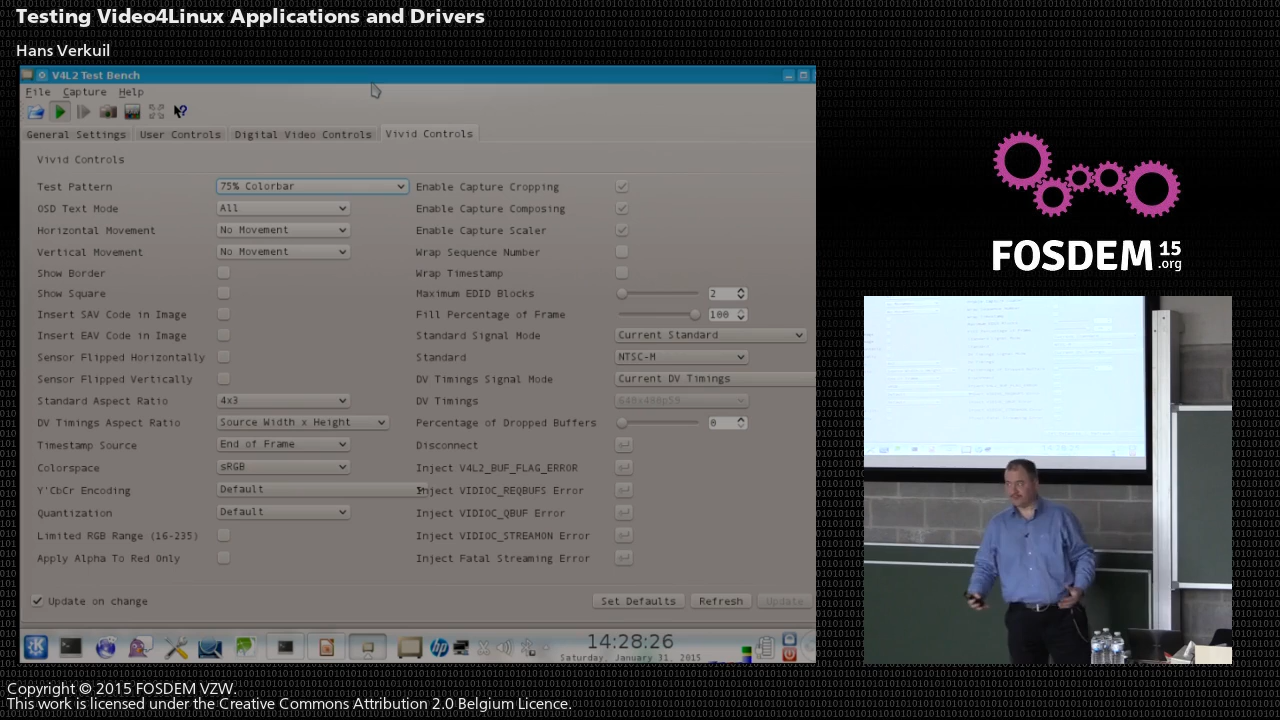 Testing Video4Linux Applications and Drivers
Hans Verkuil
V4L2 Test Bench
File Capture Help
General Settings User Controls Digital Video Controls Vivid Controls
Vivid Controls
Test Pattern 75% Colorbar Enable Capture Cropping
OSD Text Mode All Enable Capture Composing
Horizontal Movement No Movement Enable Capture Scaler
Vertical Movement No Movement Wrap Sequence Number
Show Border Wrap Timestamp
Show Square Maximum EDID Blocks 2
Insert SAV Code in Image Fill Percentage of Frame 100
Insert EAV Code in Image Standard Signal Mode Current Standard
Sensor Flipped Horizontally Standard NTSC-M
Sensor Flipped Vertically DV Timings Signal Mode Current DV Timings
Standard Aspect Ratio 4x3 DV Timings 640x480p59
DV Timings Aspect Ratio Source Width x Height Percentage of Dropped Buffers 0
Timestamp Source End of Frame Disconnect
Colorspace sRGB Inject V4L2_BUF_FLAG_ERROR
Y'CbCr Encoding Default Inject VIDIOC_REQBUFS Error
Quantization Default Inject VIDIOC_QBUF Error
Limited RGB Range (16-235) Inject VIDIOC_STREAMON Error
Apply Alpha To Red Only Inject Fatal Streaming Error
Update on change Set Defaults Refresh Update
14:28:26
Saturday, January 31, 2015
FOSDEM 15 .org
Copyright © 2015 FOSDEM VZW.
This work is licensed under the Creative Commons Attribution 2.0 Belgium Licence.